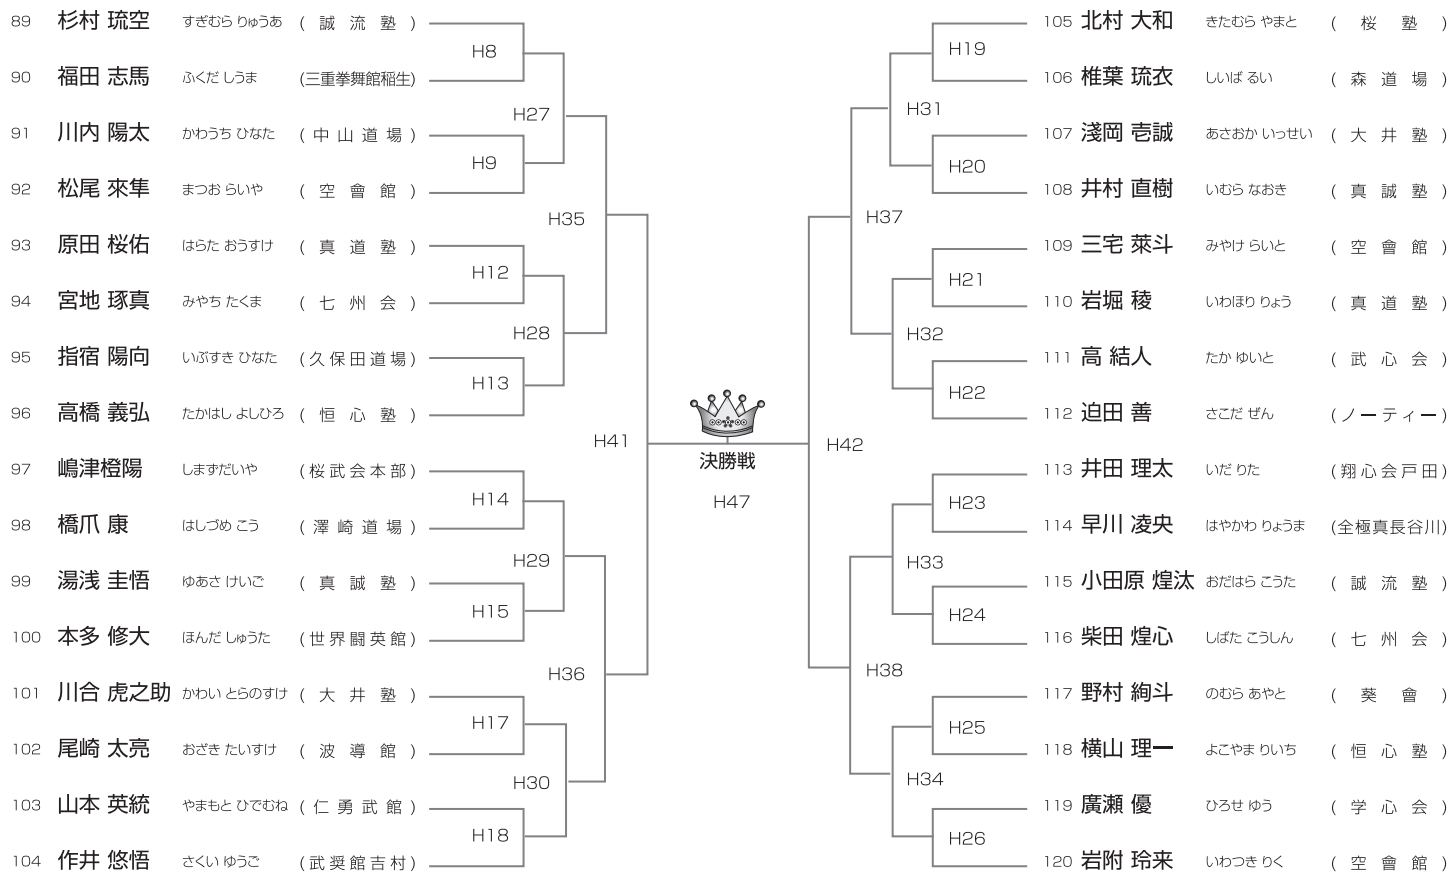 89 杉村 琉空 すぎむら りゅうあ ( 誠 流 塾 )
H8
90 福田 志馬 ふくだ しうま (三重拳舞館稲生)
H27
91 川内 陽太 かわうち ひなた ( 中 山 道 場 )
H9
92 松尾 來隼 まつお らいや ( 空 會 館 )
H35
93 原田 桜佑 はらた おうすけ ( 真 道 塾 )
H12
94 宮地 琢真 みやち たくま ( 七 州 会 )
H28
95 指宿 陽向 いぶすき ひなた ( 久 保 田 道 場 )
H13
96 高橋 義弘 たかはし よしひろ ( 恒 心 塾 )
H41
97 嶋津橙陽 しまずだいや ( 桜 武 会 本 部 )
H14
98 橋爪 康 はしづめ こう ( 澤 崎 道 場 )
H29
99 湯浅 圭悟 ゆあさ けいご ( 真 誠 塾 )
H15
100 本多 修大 ほんだ しゅうた ( 世 界 闘 英 館 )
H36
101 川合 虎之助 かわい とらのすけ ( 大 井 塾 )
H17
102 尾崎 太亮 おざき たいすけ ( 波 導 館 )
H30
103 山本 英統 やまもと ひでむね ( 仁 勇 武 館 )
H18
104 作井 悠悟 さくい ゆうご ( 武 奨 館 吉 村 )
決勝戦
H47
105 北村 大和 きたむら やまと ( 桜 塾 )
H19
106 椎葉 琉衣 しいば るい ( 森 道 場 )
H31
107 淺岡 壱誠 あさおか いっせい ( 大 井 塾 )
H20
108 井村 直樹 いむら なおき ( 真 誠 塾 )
H37
109 三宅 萊斗 みやけ らいと ( 空 會 館 )
H21
110 岩堀 稜 いわほり りょう ( 真 道 塾 )
H32
111 高 結人 たか ゆいと ( 武 心 会 )
H22
112 迫田 善 さこだ ぜん ( ノ ー テ ィ ー )
H42
113 井田 理太 いだ りた ( 翔 心 会 戸 田 )
H23
114 早川 凌央 はやかわ りょうま (全極真長谷川)
H33
115 小田原 煌汰 おだはら こうた ( 誠 流 塾 )
H24
116 柴田 煌心 しばた こうしん ( 七 州 会 )
H38
117 野村 絢斗 のむら あやと ( 葵 會 )
H25
118 横山 理一 よこやま りいち ( 恒 心 塾 )
H34
119 廣瀬 優 ひろせ ゆう ( 学 心 会 )
H26
120 岩附 玲来 いわつき りく ( 空 會 館 )